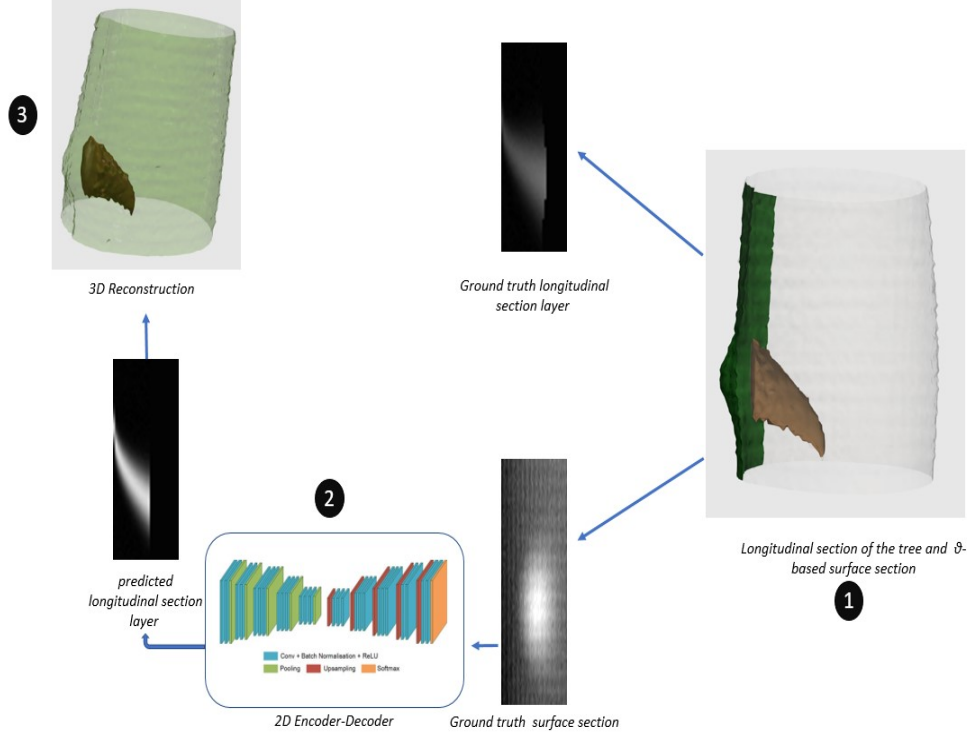 3
3D Reconstruction
Ground truth longitudinal
section layer
Longitudinal section of the tree and ϑ-
based surface section
1
2
predicted
longitudinal section
layer
Conv + Batch Normalisation + ReLU
Pooling Upsampling Softmax
2D Encoder-Decoder
Ground truth surface section